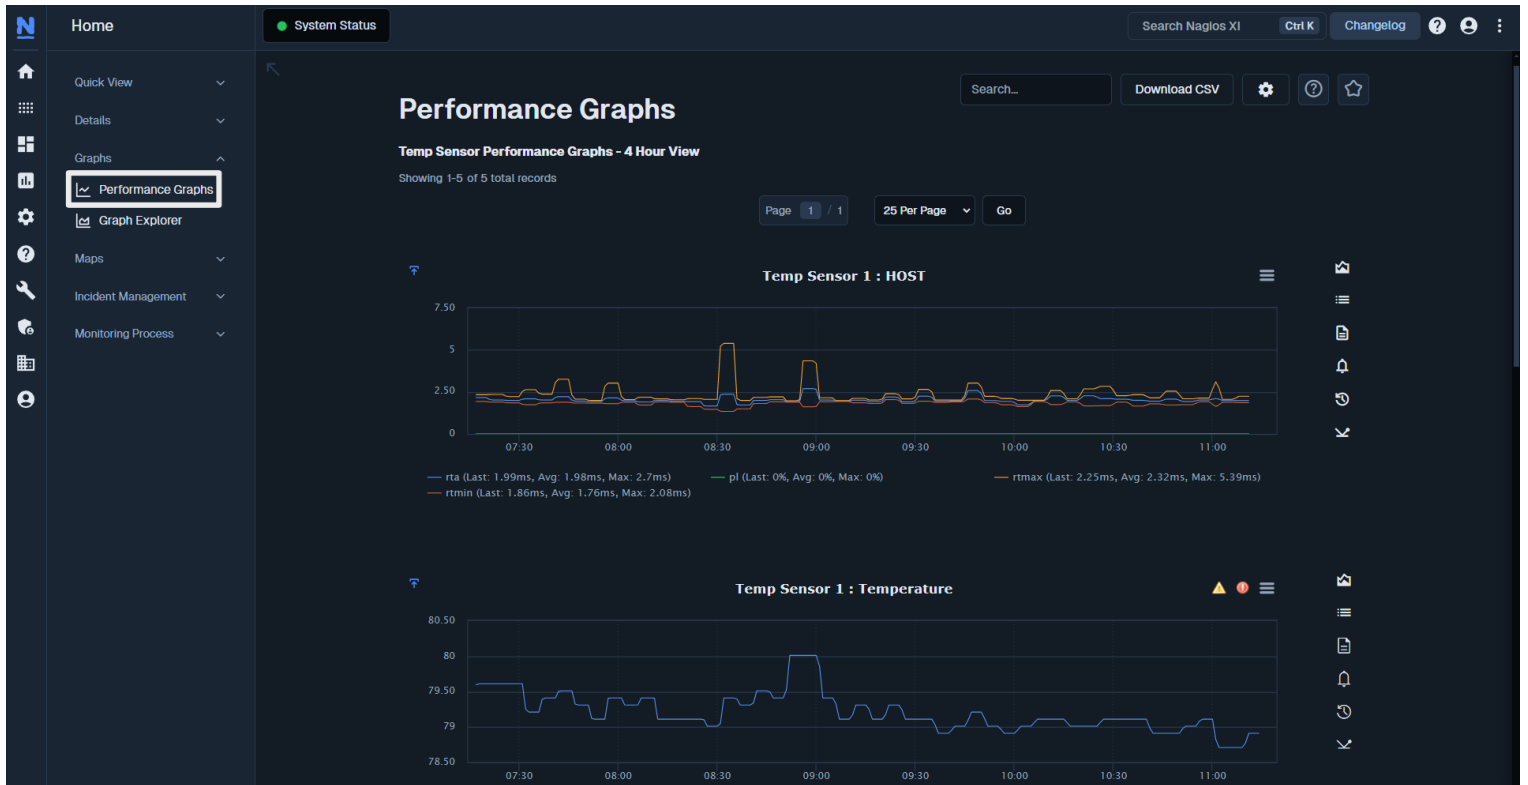 N
Home
System Status
Search Nagios XI
Ctrl K
Changelog
Quick View
Details
Graphs
Performance Graphs
Graph Explorer
Maps
Incident Management
Monitoring Process
Performance Graphs
Search...
Download CSV
Temp Sensor Performance Graphs - 4 Hour View
Showing 1-5 of 5 total records
Page 1 / 1
25 Per Page
Go
Temp Sensor 1 : HOST
7.50
5
2.50
0
07:30 08:00 08:30 09:00 09:30 10:00 10:30 11:00
rta (Last: 1.99ms, Avg: 1.98ms, Max: 2.7ms) pl (Last: 0%, Avg: 0%, Max: 0%) rtmax (Last: 2.25ms, Avg: 2.32ms, Max: 5.39ms)
rtmin (Last: 1.86ms, Avg: 1.76ms, Max: 2.08ms)
Temp Sensor 1 : Temperature
80.50
80
79.50
79
78.50
07:30 08:00 08:30 09:00 09:30 10:00 10:30 11:00